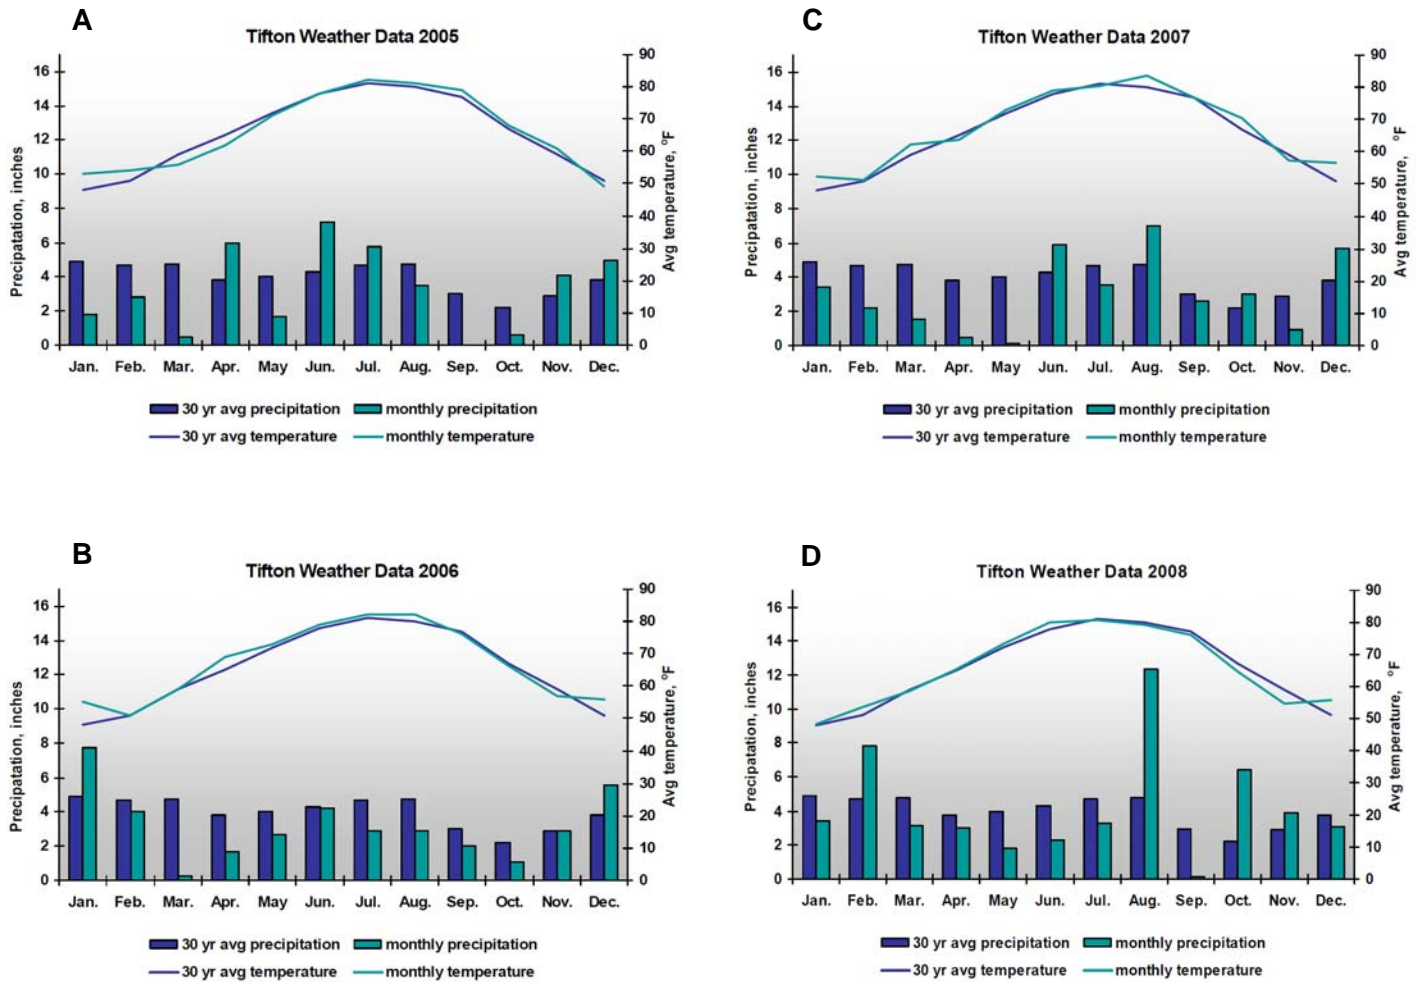 A
Tifton Weather Data 2005
Precipatation, inches
16
14
12
10
8
6
4
2
0
90
80
70
60
50
40
30
20
10
0
Avg temperature, ºF
Jan. Feb. Mar. Apr. May Jun. Jul. Aug. Sep. Oct. Nov. Dec.
30 yr avg precipitation monthly precipitation
30 yr avg temperature monthly temperature
C
Tifton Weather Data 2007
Precipatation, inches
16
14
12
10
8
6
4
2
0
90
80
70
60
50
40
30
20
10
0
Avg temperature, ºF
Jan. Feb. Mar. Apr. May Jun. Jul. Aug. Sep. Oct. Nov. Dec.
30 yr avg precipitation monthly precipitation
30 yr avg temperature monthly temperature
B
Tifton Weather Data 2006
Precipatation, inches
16
14
12
10
8
6
4
2
0
90
80
70
60
50
40
30
20
10
0
Avg temperature, ºF
Jan. Feb. Mar. Apr. May Jun. Jul. Aug. Sep. Oct. Nov. Dec.
30 yr avg precipitation monthly precipitation
30 yr avg temperature monthly temperature
D
Tifton Weather Data 2008
Precipatation, inches
16
14
12
10
8
6
4
2
0
90
80
70
60
50
40
30
20
10
0
Avg temperature, ºF
Jan. Feb. Mar. Apr. May Jun. Jul. Aug. Sep. Oct. Nov. Dec.
30 yr avg precipitation monthly precipitation
30 yr avg temperature monthly temperature